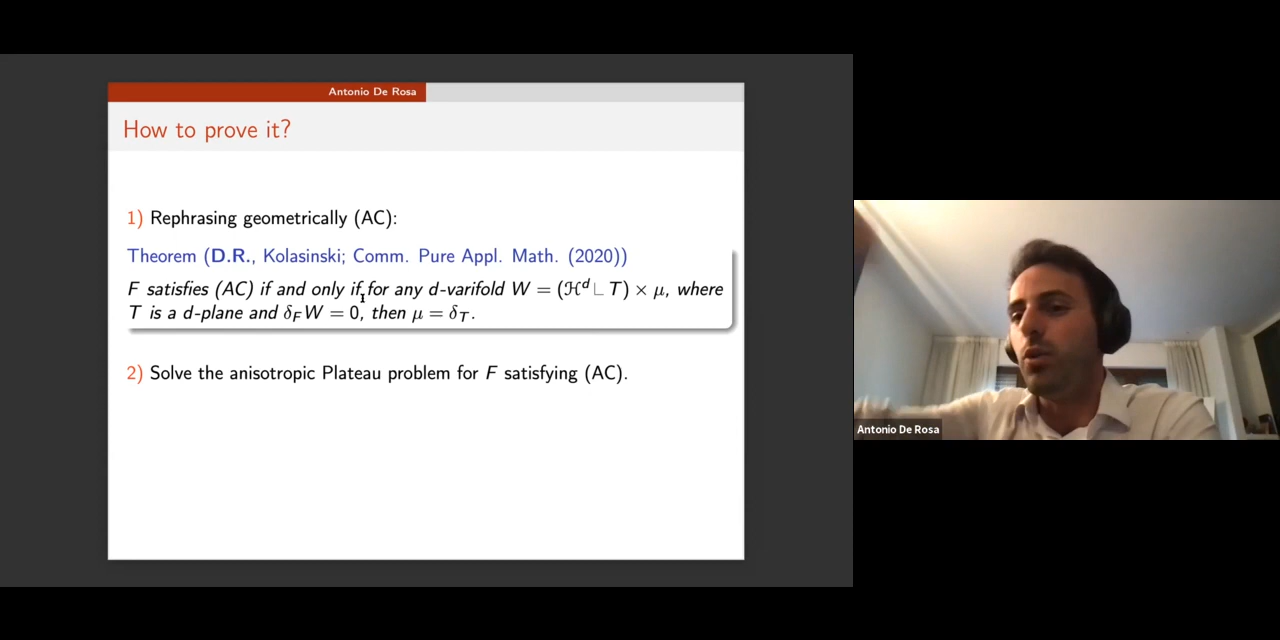 Antonio De Rosa
How to prove it?
1) Rephrasing geometrically (AC):
Theorem (D.R., Kolasinski; Comm. Pure Appl. Math. (2020))
F satisfies (AC) if and only if for any d-varifold W = (ℋᵈ ∟ T) × μ, where
T is a d-plane and δ_F W = 0, then μ = δ_T.
2) Solve the anisotropic Plateau problem for F satisfying (AC).
Antonio De Rosa